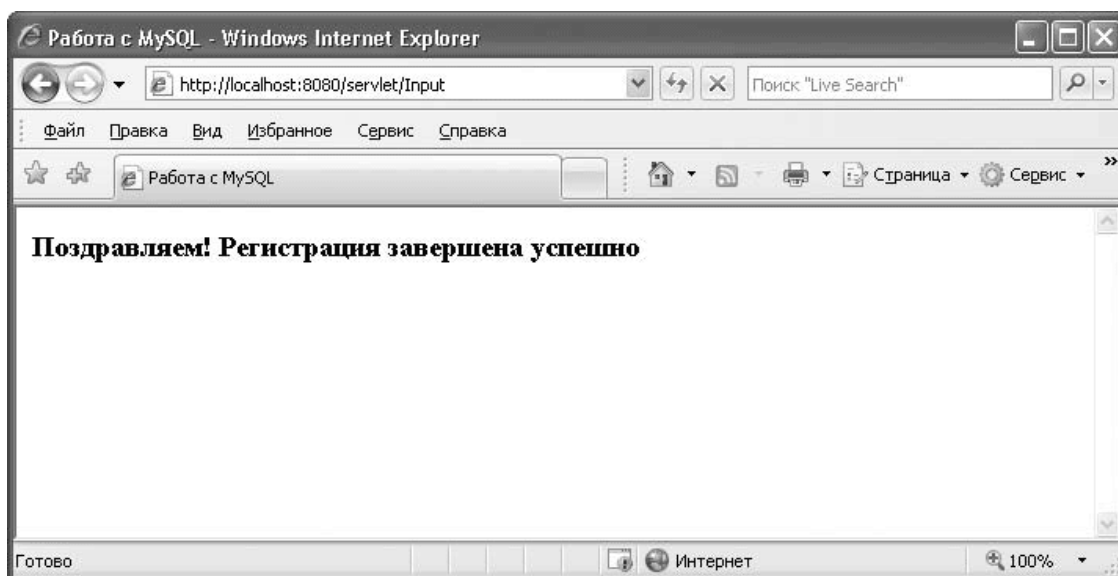 Работа с MySQL - Windows Internet Explorer
http://localhost:8080/servlet/Input
Поиск "Live Search"
Файл Правка Вид Избранное Сервис Справка
Работа с MySQL
Страница Сервис
Поздравляем! Регистрация завершена успешно
Готово
Интернет
100%